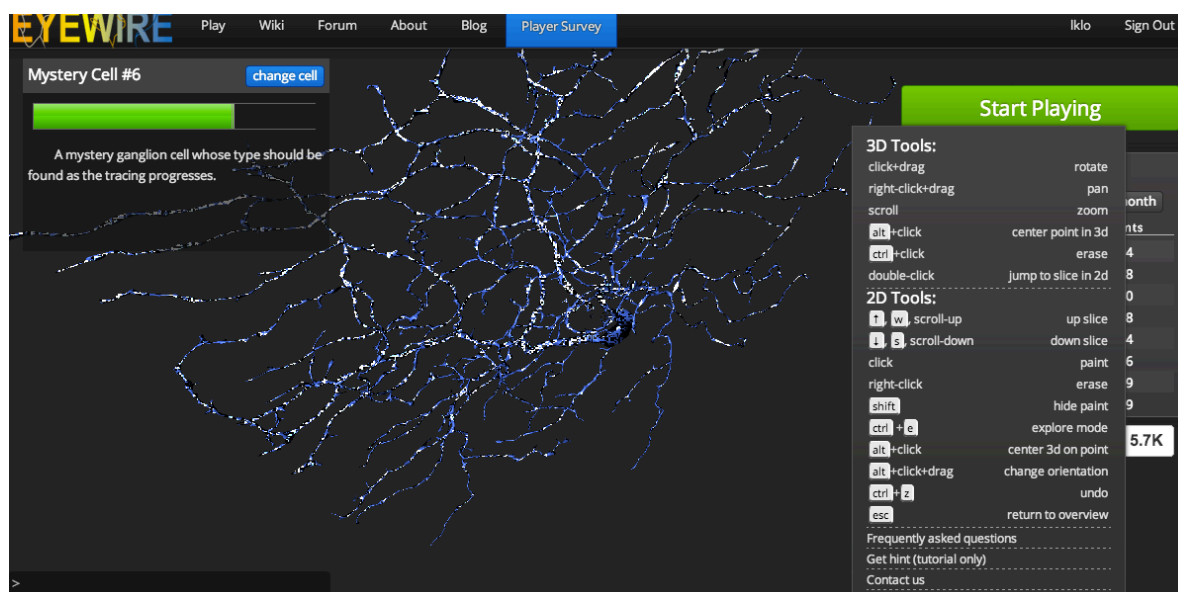 EYEWIRE Play Wiki Forum About Blog Player Survey lklo Sign Out
Mystery Cell #6 change cell
A mystery ganglion cell whose type should be
found as the tracing progresses.
Start Playing
3D Tools:
click+drag rotate
right-click+drag pan
scroll zoom
alt +click center point in 3d
ctrl +click erase
double-click jump to slice in 2d
2D Tools:
↑, w, scroll-up up slice
↓, s, scroll-down down slice
click paint
right-click erase
shift hide paint
ctrl + e explore mode
alt +click center 3d on point
alt +click+drag change orientation
ctrl + z undo
esc return to overview
Frequently asked questions
Get hint (tutorial only)
Contact us
onth
nts
4
8
0
8
4
6
9
9
5.7K
>